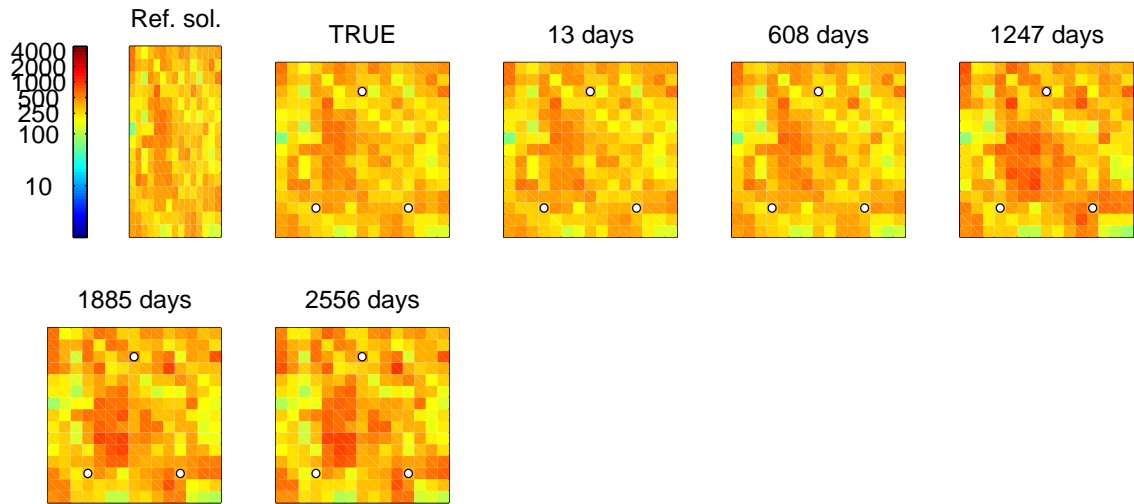 Ref. sol.
TRUE
13 days
608 days
1247 days
4000
2000
1000
500
250
100
10
1885 days
2556 days